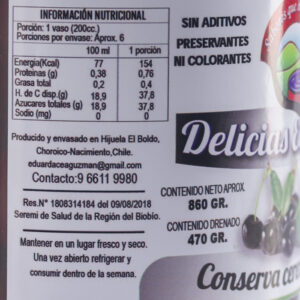 INFORMACIÓN NUTRICIONAL
Porción: 1 vaso (200cc.)
Porciones por envase: Aprox. 6
100 ml 1 porción
Energía(Kcal) 77 154
Proteinas (g) 0,38 0,76
Grasa total 0,2 0,4
H. de C disp.(g) 18,9 37,8
Azucares totales (g) 18,9 37,8
Sodio (mg) 0 0
Producido y envasado en Hijuela El Boldo,
Choroico-Nacimiento,Chile.
eduardaceaguzman@gmail.com
Contacto:9 6611 9980
Res.N° 1808314184 del 09/08/2018
Seremi de Salud de la Región del Biobío.
Mantener en un lugar fresco y seco.
Una vez abierto refrigerar y
consumir dentro de la semana.
SIN ADITIVOS
PRESERVANTES
NI COLORANTES
Delicias
CONTENIDO NETO APROX.
860 GR.
CONTENIDO DRENADO
470 GR.
Conserva